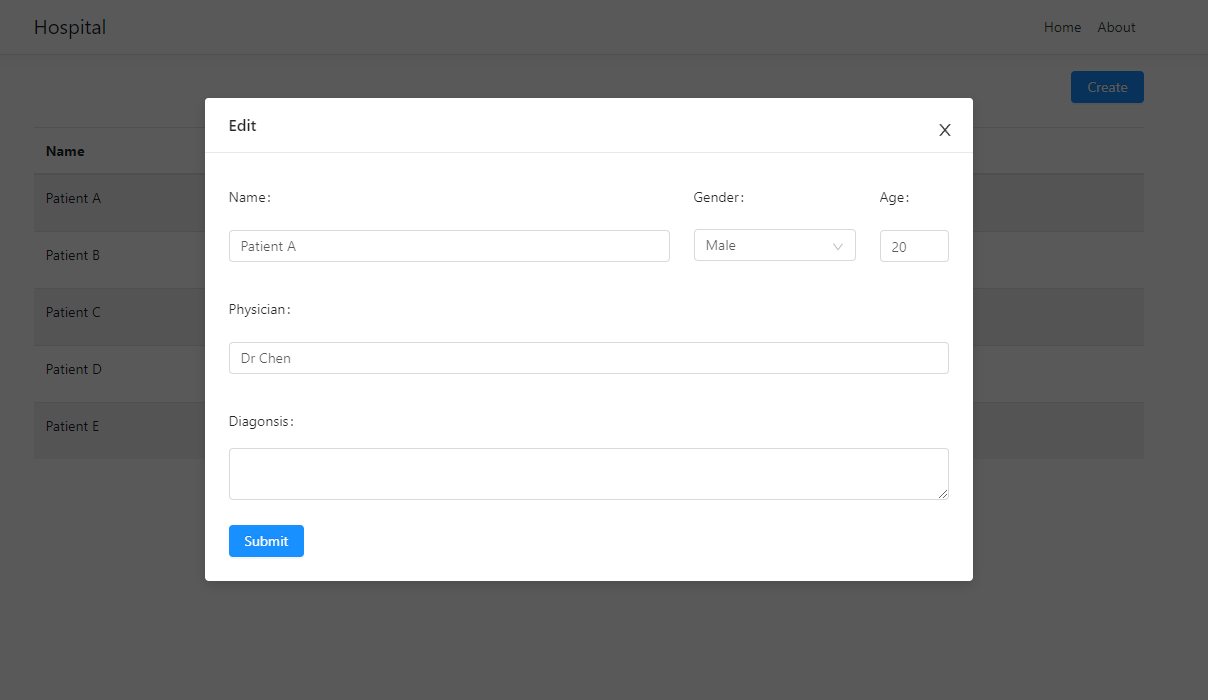 Hospital
Home About
Create
Edit
Name
Name:
Gender:
Age:
Patient A
Patient A
Male
20
Patient B
Physician:
Patient C
Dr Chen
Patient D
Diagonsis:
Patient E
Submit